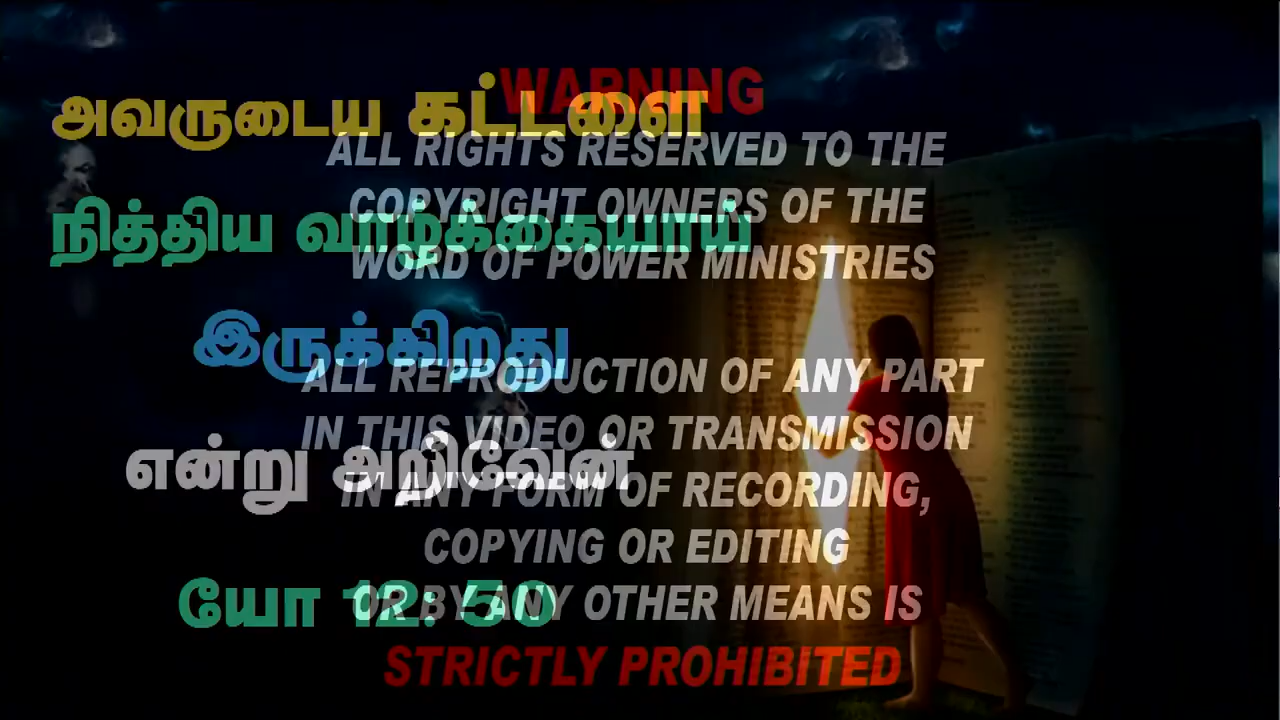 அவருடைய கட்டளை
நித்திய வாழ்க்கையாய்
இருக்கிறது
என்று அறிவேன்
யோ 12: 50
WARNING
ALL RIGHTS RESERVED TO THE
COPYRIGHT OWNERS OF THE
WORD OF POWER MINISTRIES
ALL REPRODUCTION OF ANY PART
IN THIS VIDEO OR TRANSMISSION
IN ANY FORM OF RECORDING,
COPYING OR EDITING
OR BY ANY OTHER MEANS IS
STRICTLY PROHIBITED